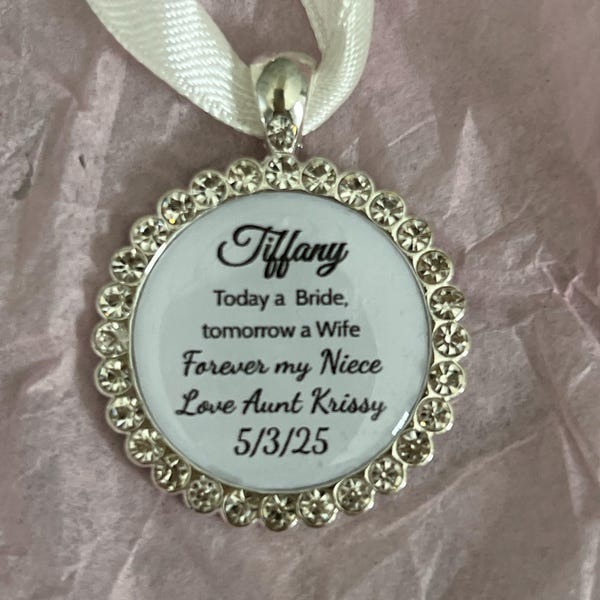 Tiffany
Today a Bride,
tomorrow a Wife
Forever my Niece
Love Aunt Krissy
5/3/25